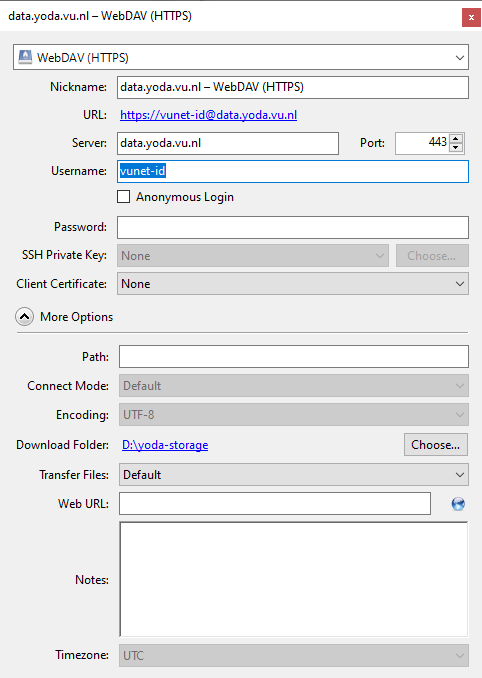 data.yoda.vu.nl – WebDAV (HTTPS)
WebDAV (HTTPS)
Nickname: data.yoda.vu.nl – WebDAV (HTTPS)
URL: https://vunet-id@data.yoda.vu.nl
Server: data.yoda.vu.nl Port: 443
Username: vunet-id
Anonymous Login
Password:
SSH Private Key: None Choose...
Client Certificate: None
More Options
Path:
Connect Mode: Default
Encoding: UTF-8
Download Folder: D:\yoda-storage Choose...
Transfer Files: Default
Web URL:
Notes:
Timezone: UTC